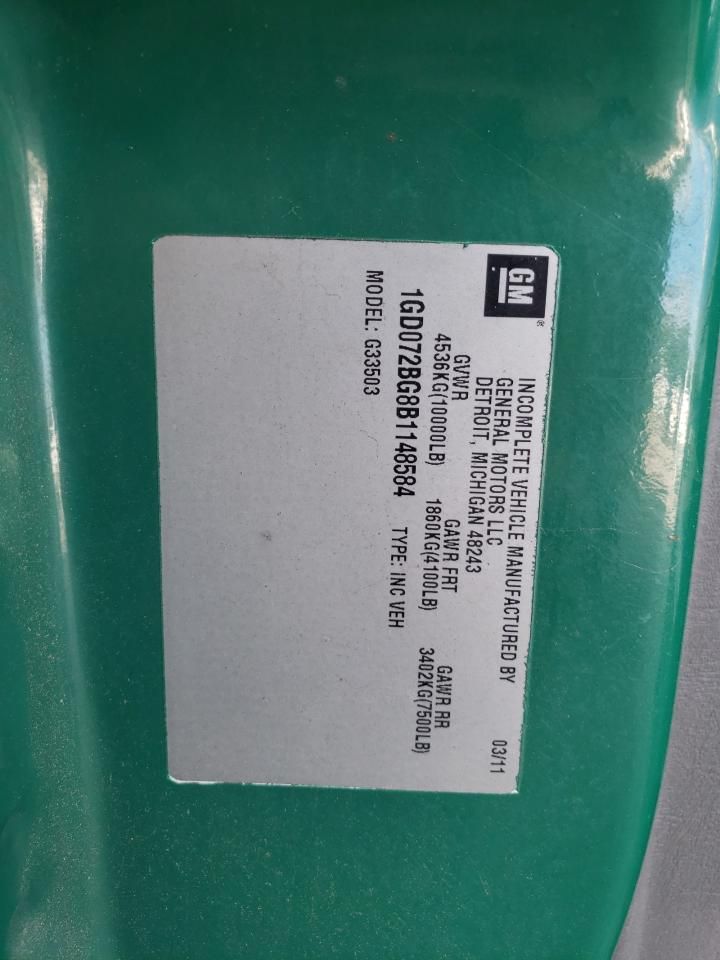 GM®
INCOMPLETE VEHICLE MANUFACTURED BY
GENERAL MOTORS LLC
DETROIT, MICHIGAN 48243 03/11
GVWR GAWR FRT GAWR RR
4536KG(10000LB) 1860KG(4100LB) 3402KG(7500LB)
1GD072BG8B1148584 TYPE: INC VEH
MODEL: G33503